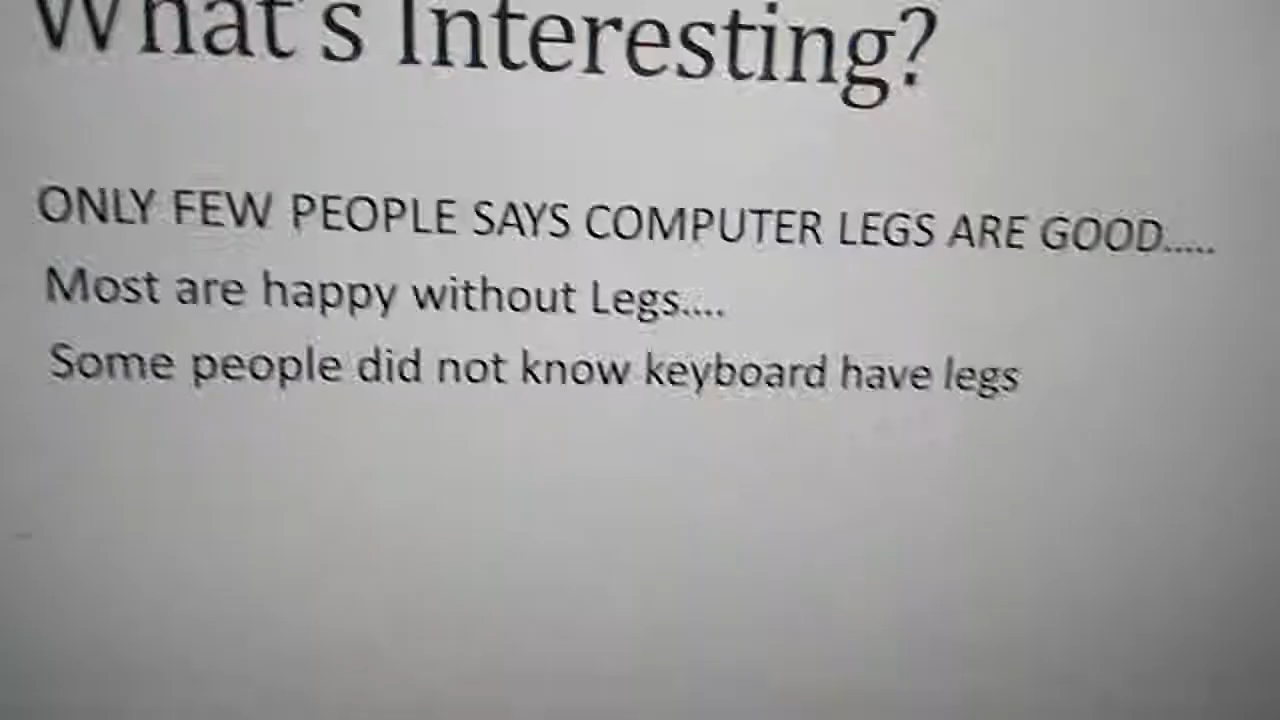 What's Interesting?
ONLY FEW PEOPLE SAYS COMPUTER LEGS ARE GOOD.....
Most are happy without Legs....
Some people did not know keyboard have legs